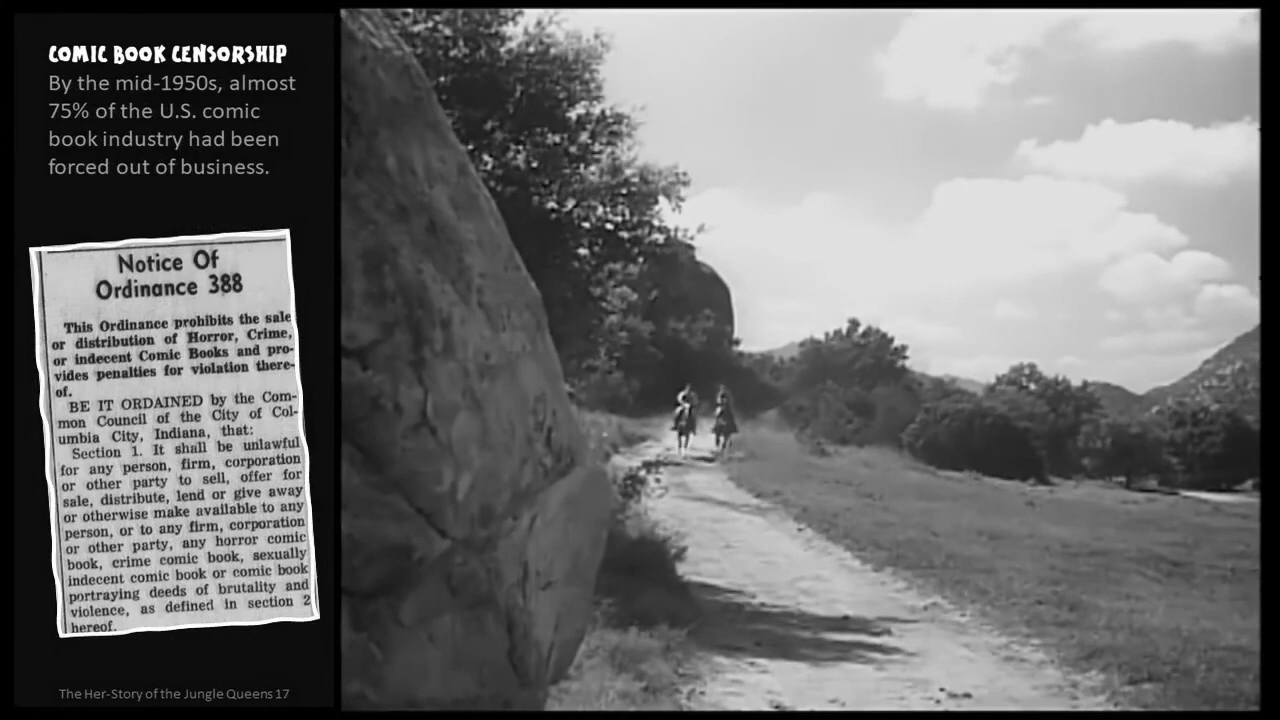 COMIC BOOK CENSORSHIP
By the mid-1950s, almost
75% of the U.S. comic
book industry had been
forced out of business.
Notice Of
Ordinance 388
This Ordinance prohibits the sale
or distribution of Horror, Crime,
or indecent Comic Books and pro-
vides penalties for violation there-
of.
BE IT ORDAINED by the Com-
mon Council of the City of Col-
umbia City, Indiana, that:
Section 1. It shall be unlawful
for any person, firm, corporation
or other party to sell, offer for
sale, distribute, lend or give away
or otherwise make available to any
person, or to any firm, corporation
or other party, any horror comic
book, crime comic book, sexually
indecent comic book or comic book
portraying deeds of brutality and
violence, as defined in section 2
hereof.
The Her-Story of the Jungle Queens 17